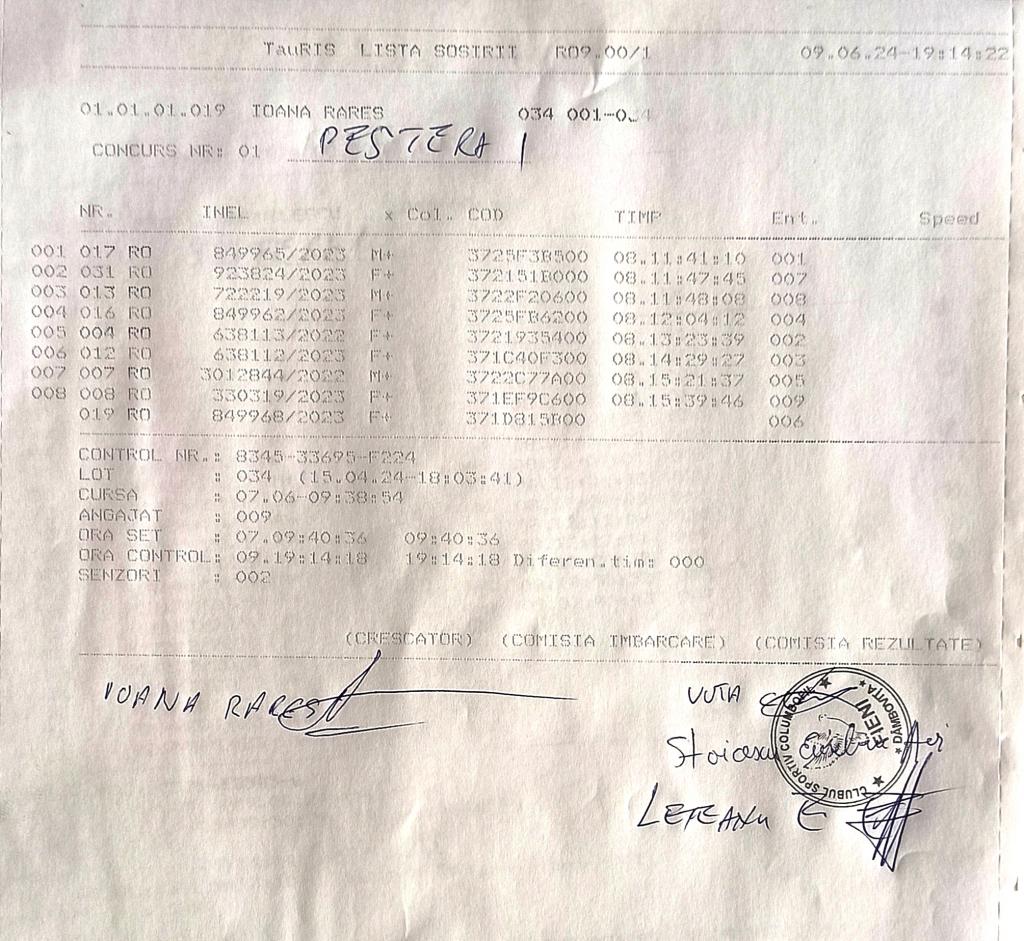 TauRIS LISTA SOSIRII R09.00/1 09.06.24-19:14:22
01.01.01.019 IOANA RARES 034 001-034
CONCURS NR: 01 PESTERA 1
NR. INEL x Col. COD TIMP Ent. Speed
001 017 RO 849965/2023 M+ 3725F3B500 08.11:41:10 001
002 031 RO 923824/2023 F+ 372151B000 08.11:47:45 007
003 013 RO 722219/2023 M+ 3722F20600 08.11:48:08 008
004 016 RO 849962/2023 F+ 3725FB6200 08.12:04:12 004
005 004 RO 638113/2022 F+ 3721935400 08.13:23:39 002
006 012 RO 638112/2023 F+ 371C40F300 08.14:29:27 003
007 007 RO 3012844/2022 M+ 3722C77A00 08.15:21:37 005
008 008 RO 330319/2023 F+ 371EF9C600 08.15:39:46 009
019 RO 849968/2023 F+ 371D815B00 006
CONTROL NR.: 8345-33695-F224
LOT : 034 (15.04.24-18:03:41)
CURSA : 07.06-09:38:54
ANGAJAT : 009
ORA SET : 07.09:40:36 09:40:36
ORA CONTROL: 09.19:14:18 19:14:18 Diferen.tim: 000
SENZORI : 002
(CRESCATOR) (COMISIA IMBARCARE) (COMISIA REZULTATE)
IOANA RARES
VUTA
Stoicescu Eusebiu
LETEANU E
CLUBUL SPORTIV COLUMBOFIL
FIENI
* DAMBOVIȚA *